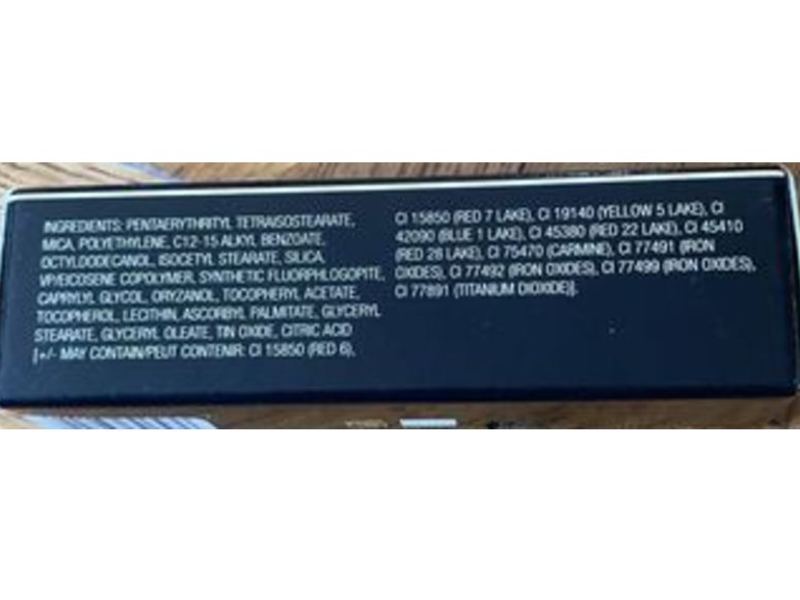 INGREDIENTS: PENTAERYTHRITYL TETRAISOSTEARATE,
MICA, POLYETHYLENE, C12-15 ALKYL BENZOATE,
OCTYLDODECANOL, ISOCETYL STEARATE, SILICA,
VP/EICOSENE COPOLYMER, SYNTHETIC FLUORPHLOGOPITE,
CAPRYLYL GLYCOL, ORYZANOL, TOCOPHERYL ACETATE,
TOCOPHEROL, LECITHIN, ASCORBYL PALMITATE, GLYCERYL
STEARATE, GLYCERYL OLEATE, TIN OXIDE, CITRIC ACID
[+/- MAY CONTAIN/PEUT CONTENIR: CI 15850 (RED 6),
CI 15850 (RED 7 LAKE), CI 19140 (YELLOW 5 LAKE), CI
42090 (BLUE 1 LAKE), CI 45380 (RED 22 LAKE), CI 45410
(RED 28 LAKE), CI 75470 (CARMINE), CI 77491 (IRON
OXIDES), CI 77492 (IRON OXIDES), CI 77499 (IRON OXIDES),
CI 77891 (TITANIUM DIOXIDE)].